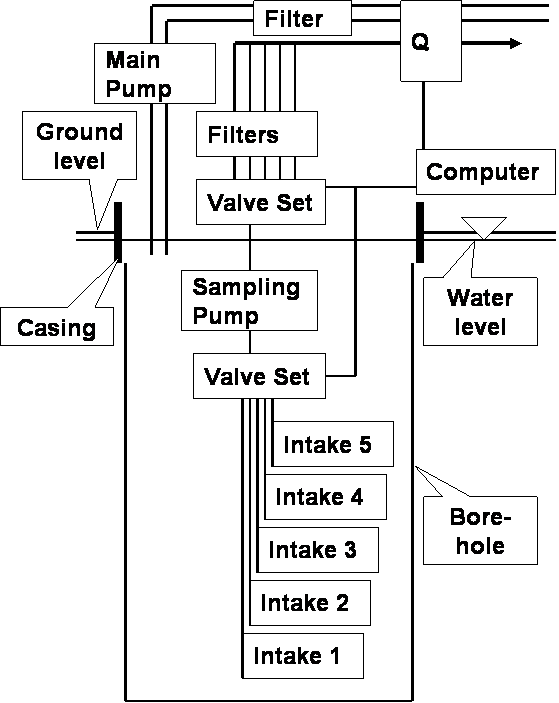 Filter
Q
Main
Pump
Ground
level
Filters
Computer
Valve Set
Casing
Sampling
Pump
Water
level
Valve Set
Intake 5
Intake 4
Bore-
hole
Intake 3
Intake 2
Intake 1